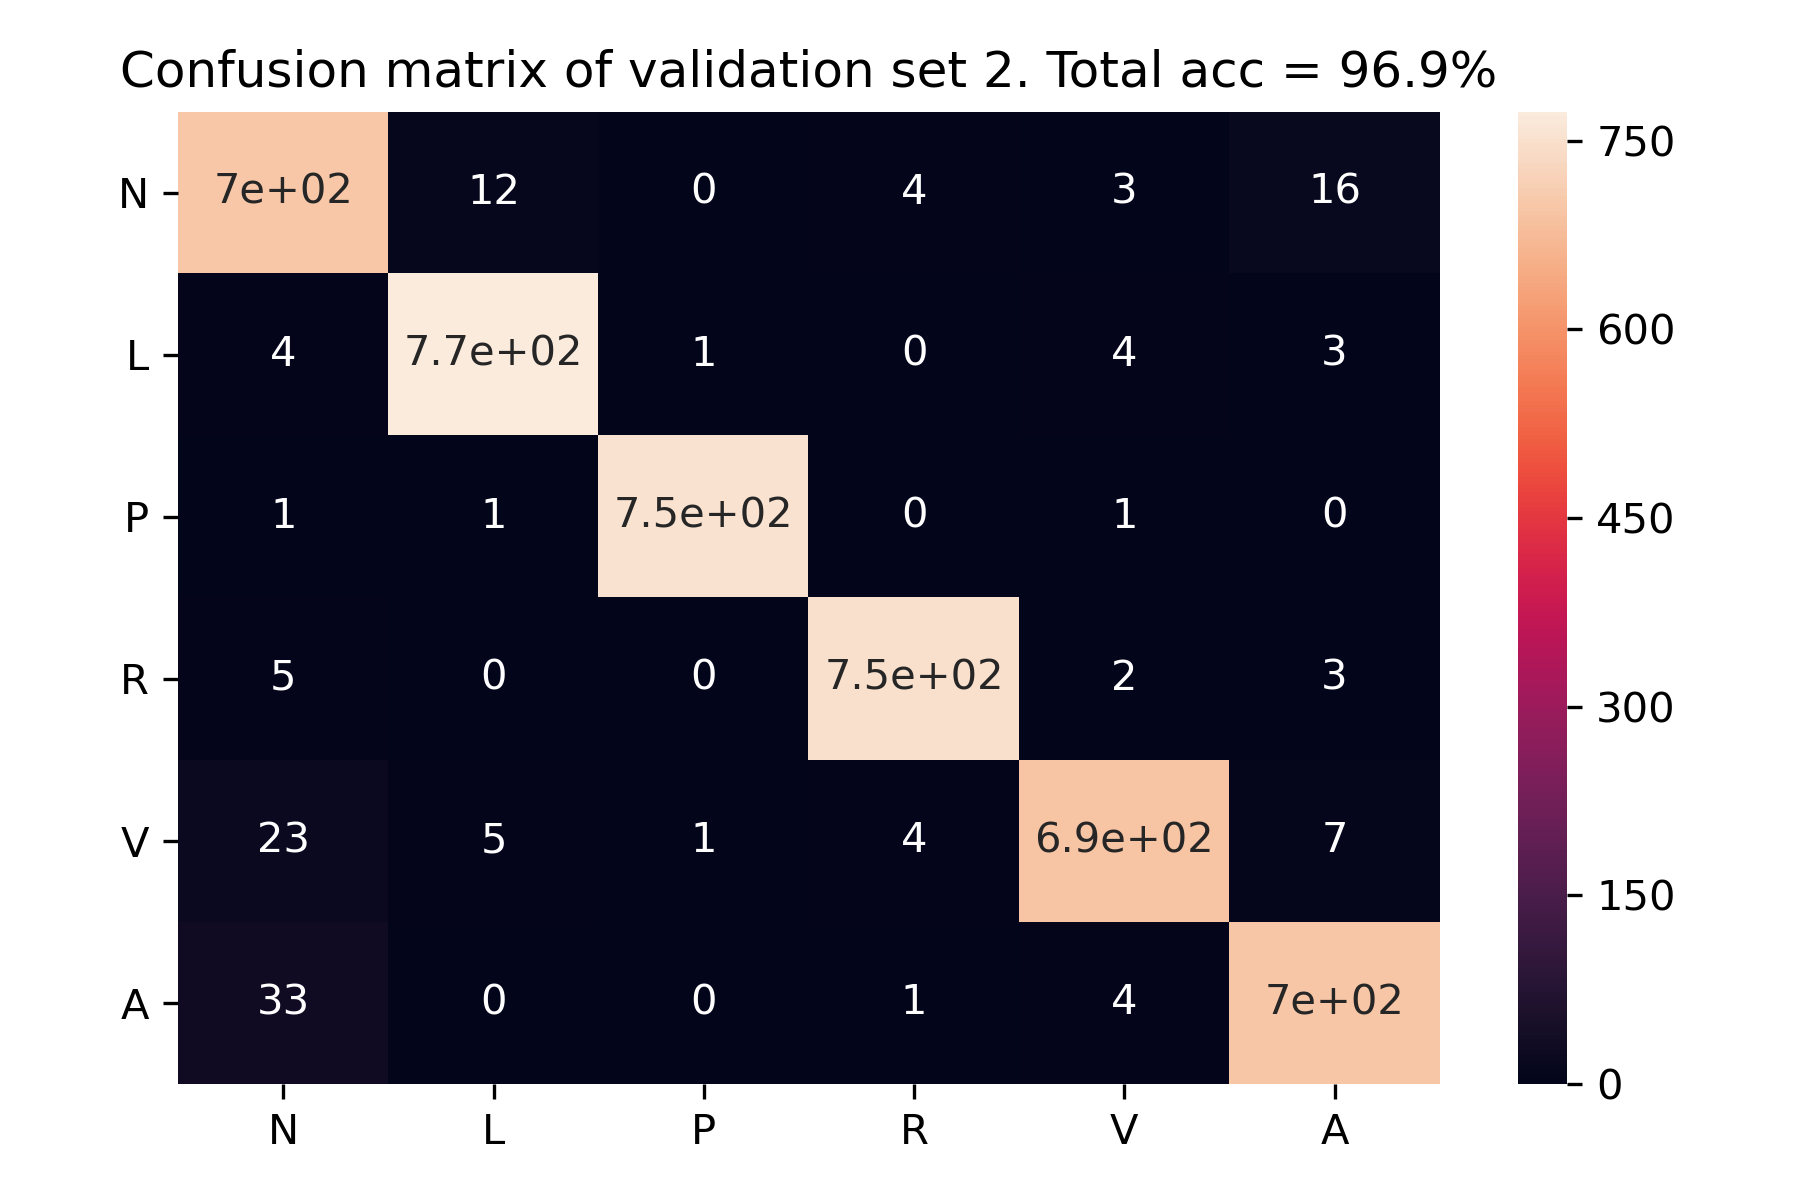 Confusion matrix of validation set 2. Total acc = 96.9%
N 7e+02 12 0 4 3 16
L 4 7.7e+02 1 0 4 3
P 1 1 7.5e+02 0 1 0
R 5 0 0 7.5e+02 2 3
V 23 5 1 4 6.9e+02 7
A 33 0 0 1 4 7e+02
N L P R V A
750
600
450
300
150
0